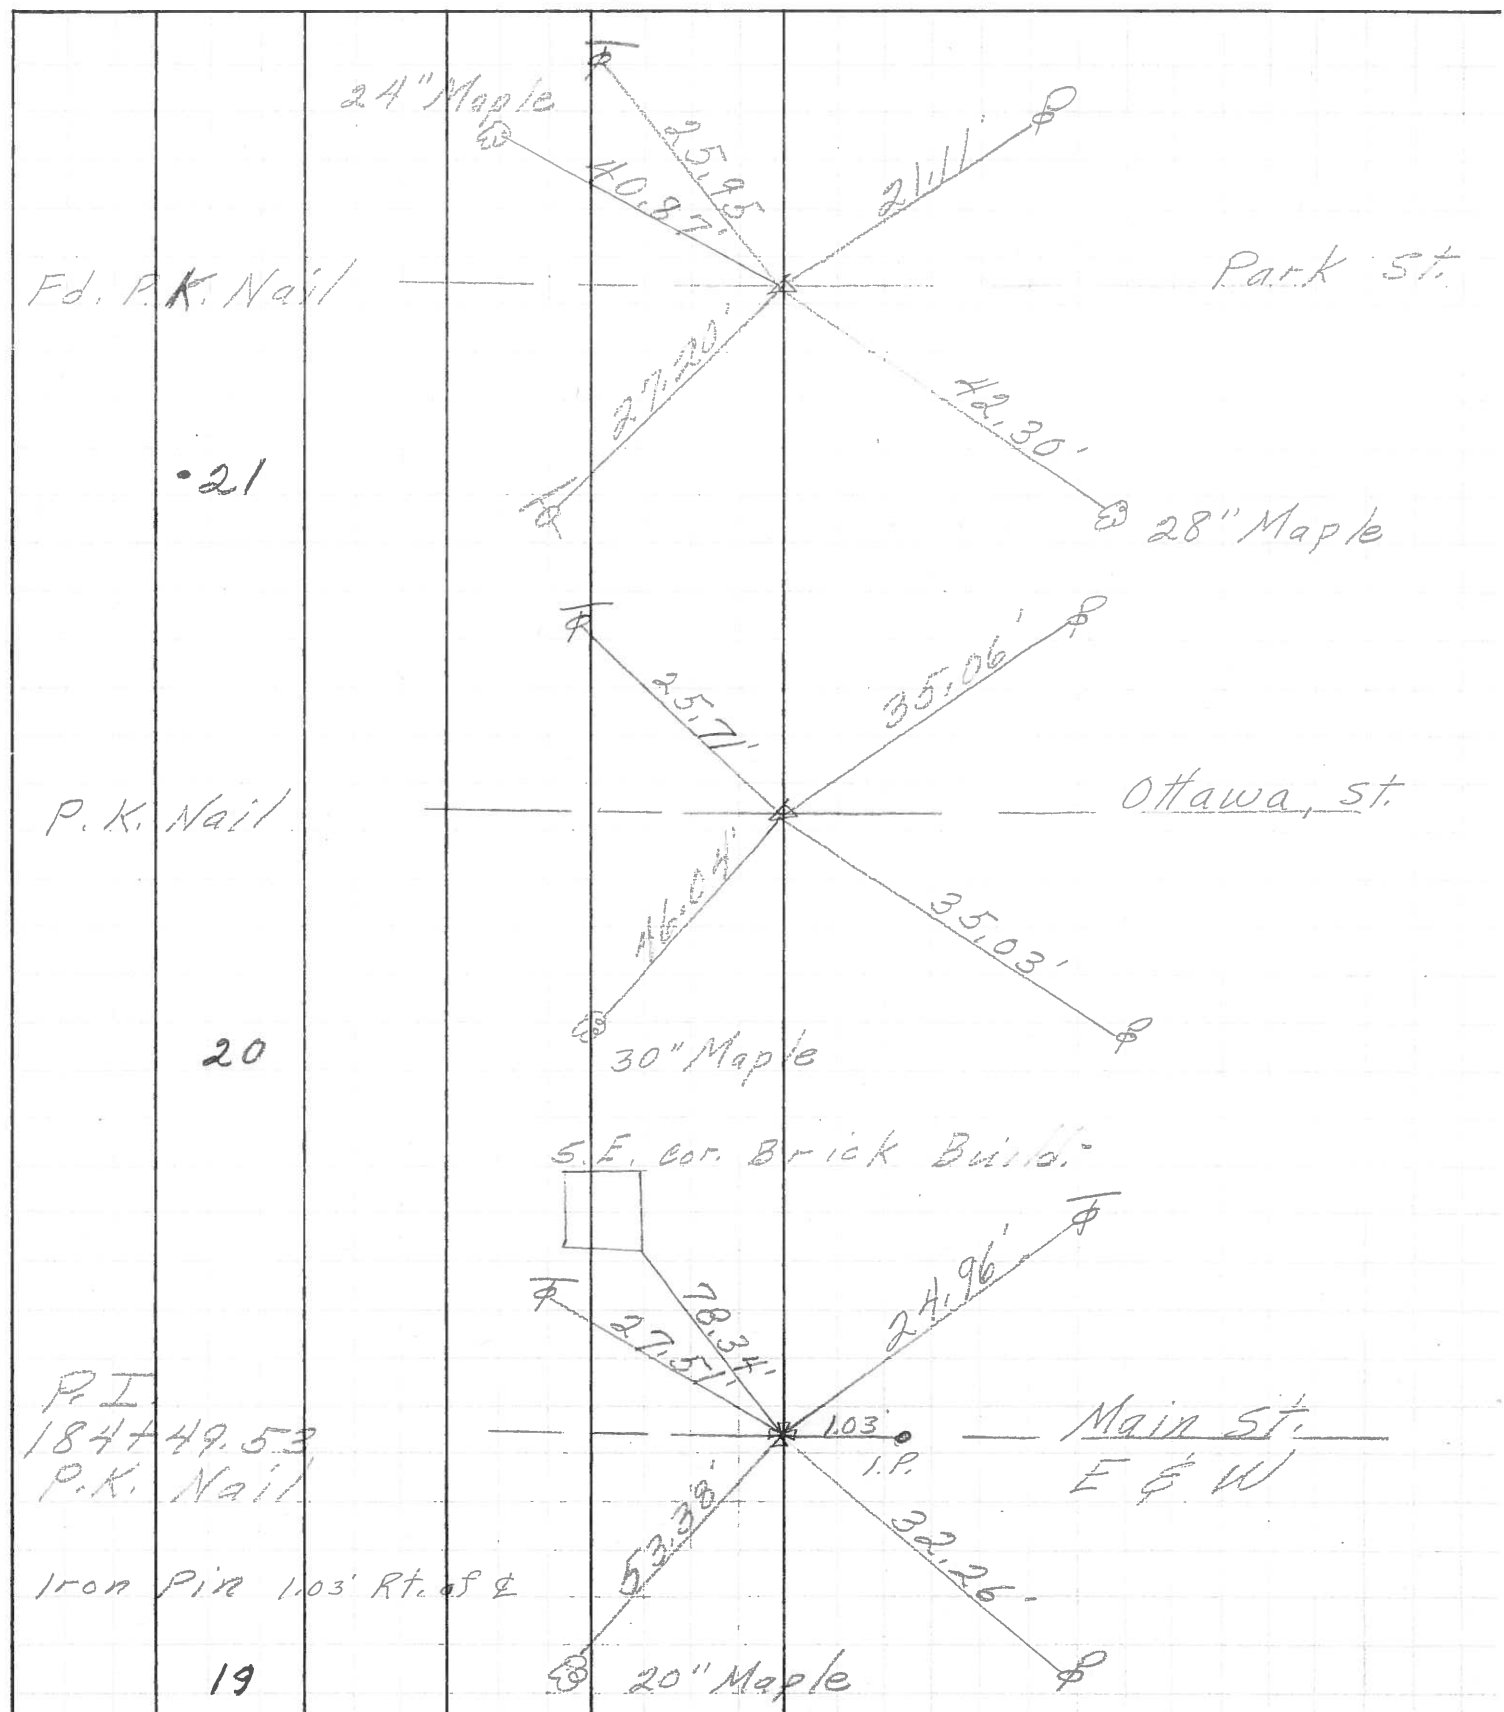 24" Maple
25.95
40.87'
21.11'
Fd. P.K. Nail
Park St.
27.20'
42.30'
21
28" Maple
25.71'
35.06'
P.K. Nail
Ottawa, St.
46.04'
35.03'
20
30" Maple
S.E. cor. Brick Build.
24.96'
78.34'
27.51'
P.I.
184+49.53
P.K. Nail
1.03'
I.P.
Main St.
E & W
53.38'
32.26'
Iron Pin 1.03' Rt. of ℄
19
20" Maple